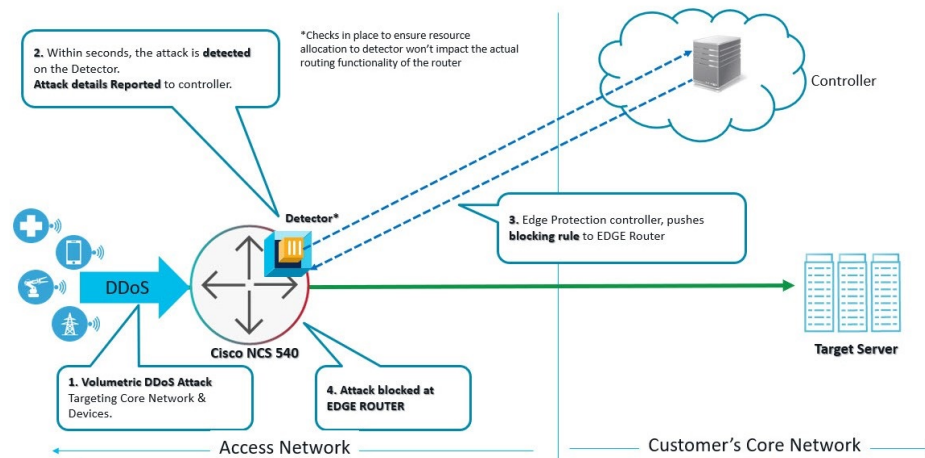 2. Within seconds, the attack is detected
on the Detector.
Attack details Reported to controller.
*Checks in place to ensure resource
allocation to detector won't impact the actual
routing functionality of the router
Controller
Detector*
3. Edge Protection controller, pushes
blocking rule to EDGE Router
DDoS
Cisco NCS 540
Target Server
1. Volumetric DDoS Attack
Targeting Core Network &
Devices.
4. Attack blocked at
EDGE ROUTER
Access Network
Customer's Core Network